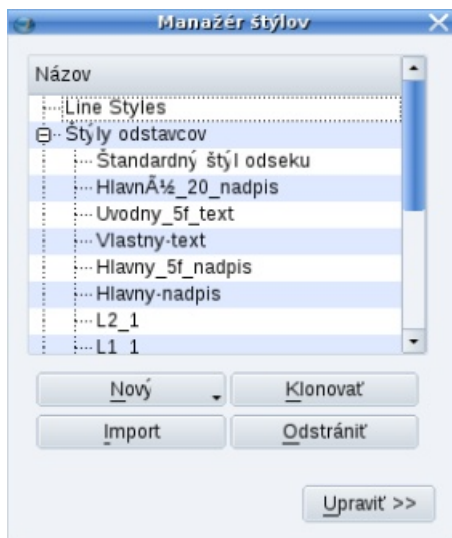 Manažér štýlov
Názov
Line Styles
Štýly odstavcov
Štandardný štýl odseku
HlavnÃ½_20_nadpis
Uvodny_5f_text
Vlastny-text
Hlavny_5f_nadpis
Hlavny-nadpis
L2_1
L1_1
Nový
Klonovať
Import
Odstrániť
Upraviť >>